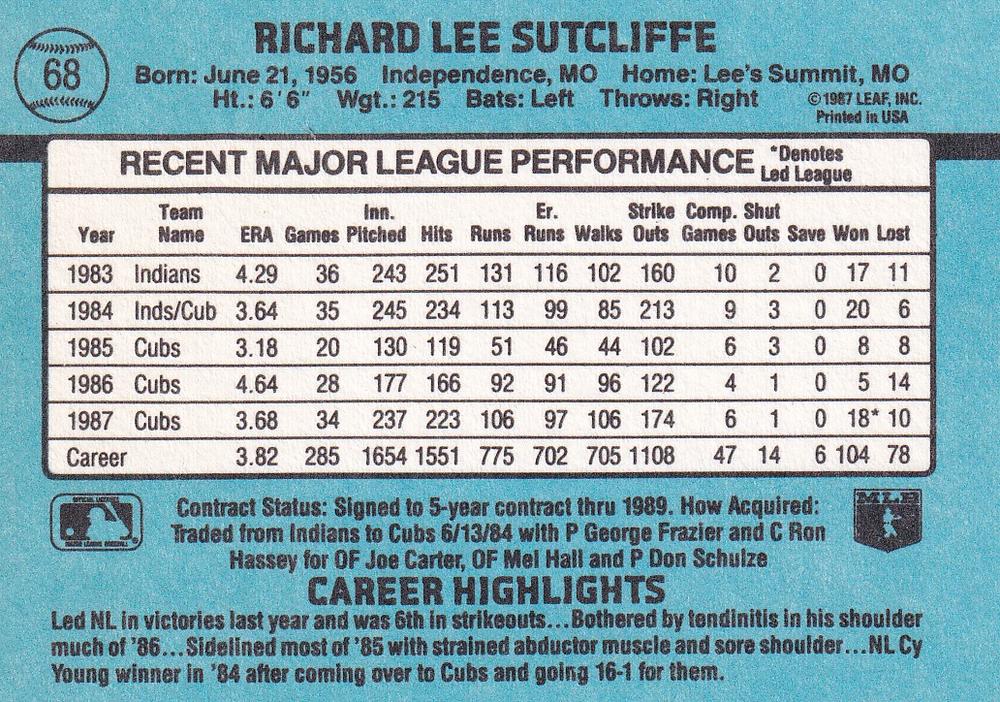 RICHARD LEE SUTCLIFFE
68
Born: June 21, 1956 Independence, MO Home: Lee's Summit, MO
Ht.: 6'6" Wgt.: 215 Bats: Left Throws: Right ©1987 LEAF, INC.
Printed in USA
RECENT MAJOR LEAGUE PERFORMANCE *Denotes
Led League
Team Inn. Er. Strike Comp. Shut
Year Name ERA Games Pitched Hits Runs Runs Walks Outs Games Outs Save Won Lost
1983 Indians 4.29 36 243 251 131 116 102 160 10 2 0 17 11
1984 Inds/Cub 3.64 35 245 234 113 99 85 213 9 3 0 20 6
1985 Cubs 3.18 20 130 119 51 46 44 102 6 3 0 8 8
1986 Cubs 4.64 28 177 166 92 91 96 122 4 1 0 5 14
1987 Cubs 3.68 34 237 223 106 97 106 174 6 1 0 18* 10
Career 3.82 285 1654 1551 775 702 705 1108 47 14 6 104 78
Contract Status: Signed to 5-year contract thru 1989. How Acquired:
Traded from Indians to Cubs 6/13/84 with P George Frazier and C Ron
Hassey for OF Joe Carter, OF Mel Hall and P Don Schulze
MLB
CAREER HIGHLIGHTS
Led NL in victories last year and was 6th in strikeouts...Bothered by tendinitis in his shoulder
much of '86...Sidelined most of '85 with strained abductor muscle and sore shoulder...NL Cy
Young winner in '84 after coming over to Cubs and going 16-1 for them.